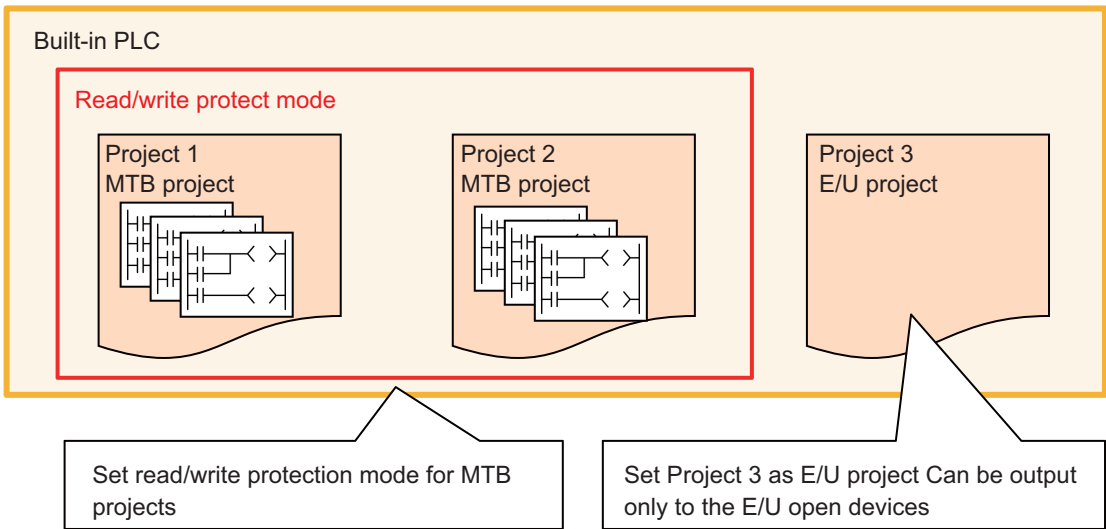 Built-in PLC
Read/write protect mode
Project 1
MTB project
Project 2
MTB project
Project 3
E/U project
Set read/write protection mode for MTB
projects
Set Project 3 as E/U project Can be output
only to the E/U open devices